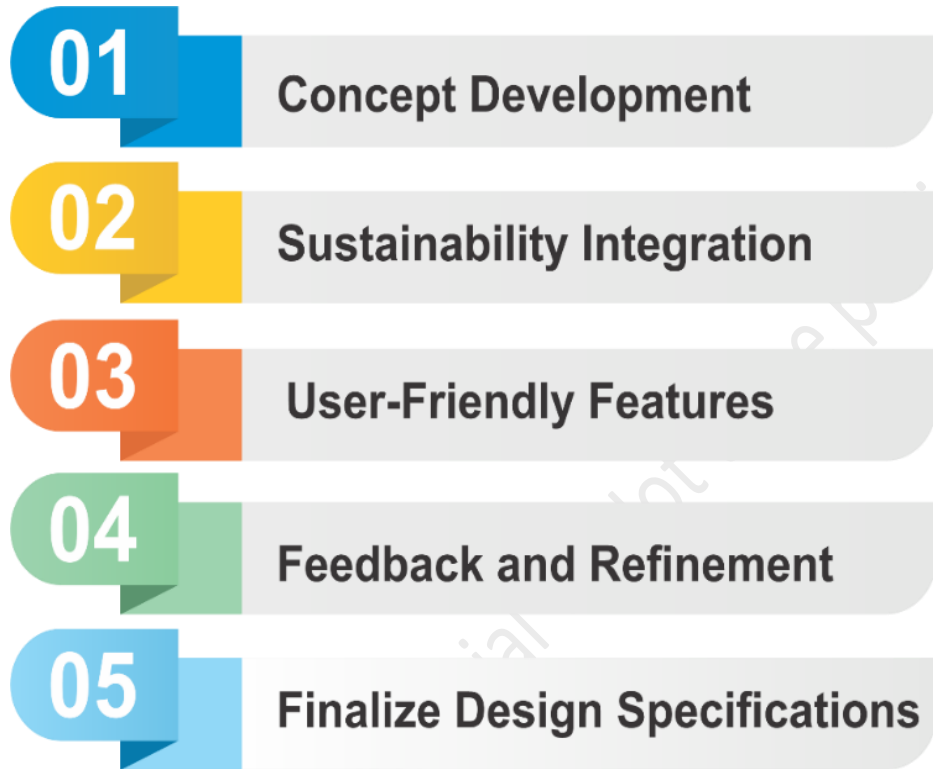 01
Concept Development
02
Sustainability Integration
03
User-Friendly Features
04
Feedback and Refinement
05
Finalize Design Specifications